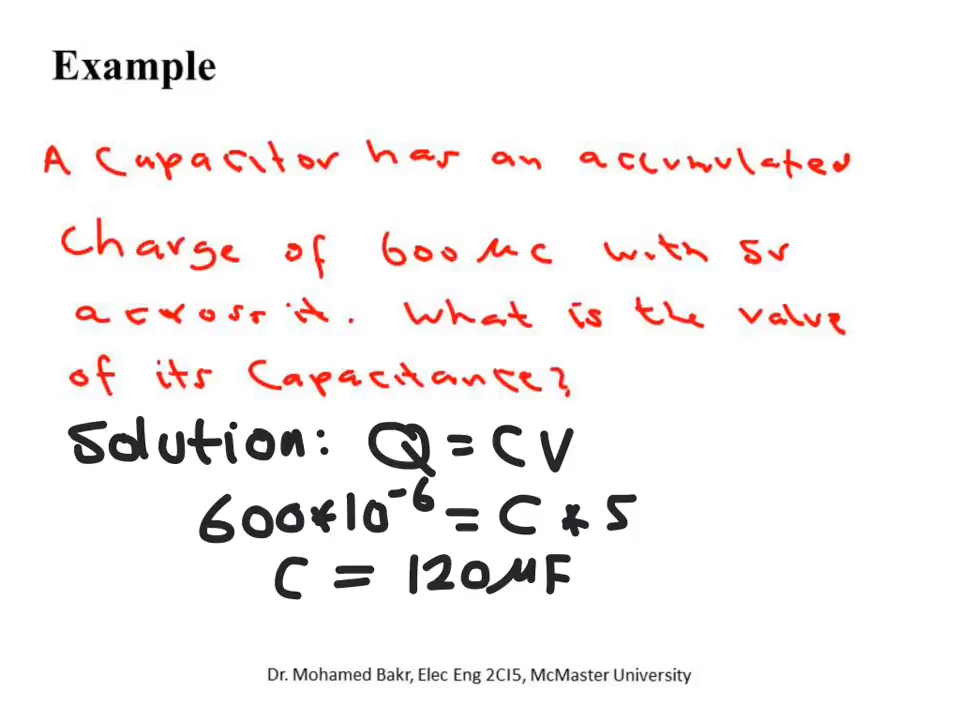 Example
A Capacitor has an accumulated
Charge of 600 μc with 5v
across it. What is the value
of its Capacitance?
Solution: Q = CV
600*10⁻⁶ = C * 5
C = 120μF
Dr. Mohamed Bakr, Elec Eng 2CI5, McMaster University